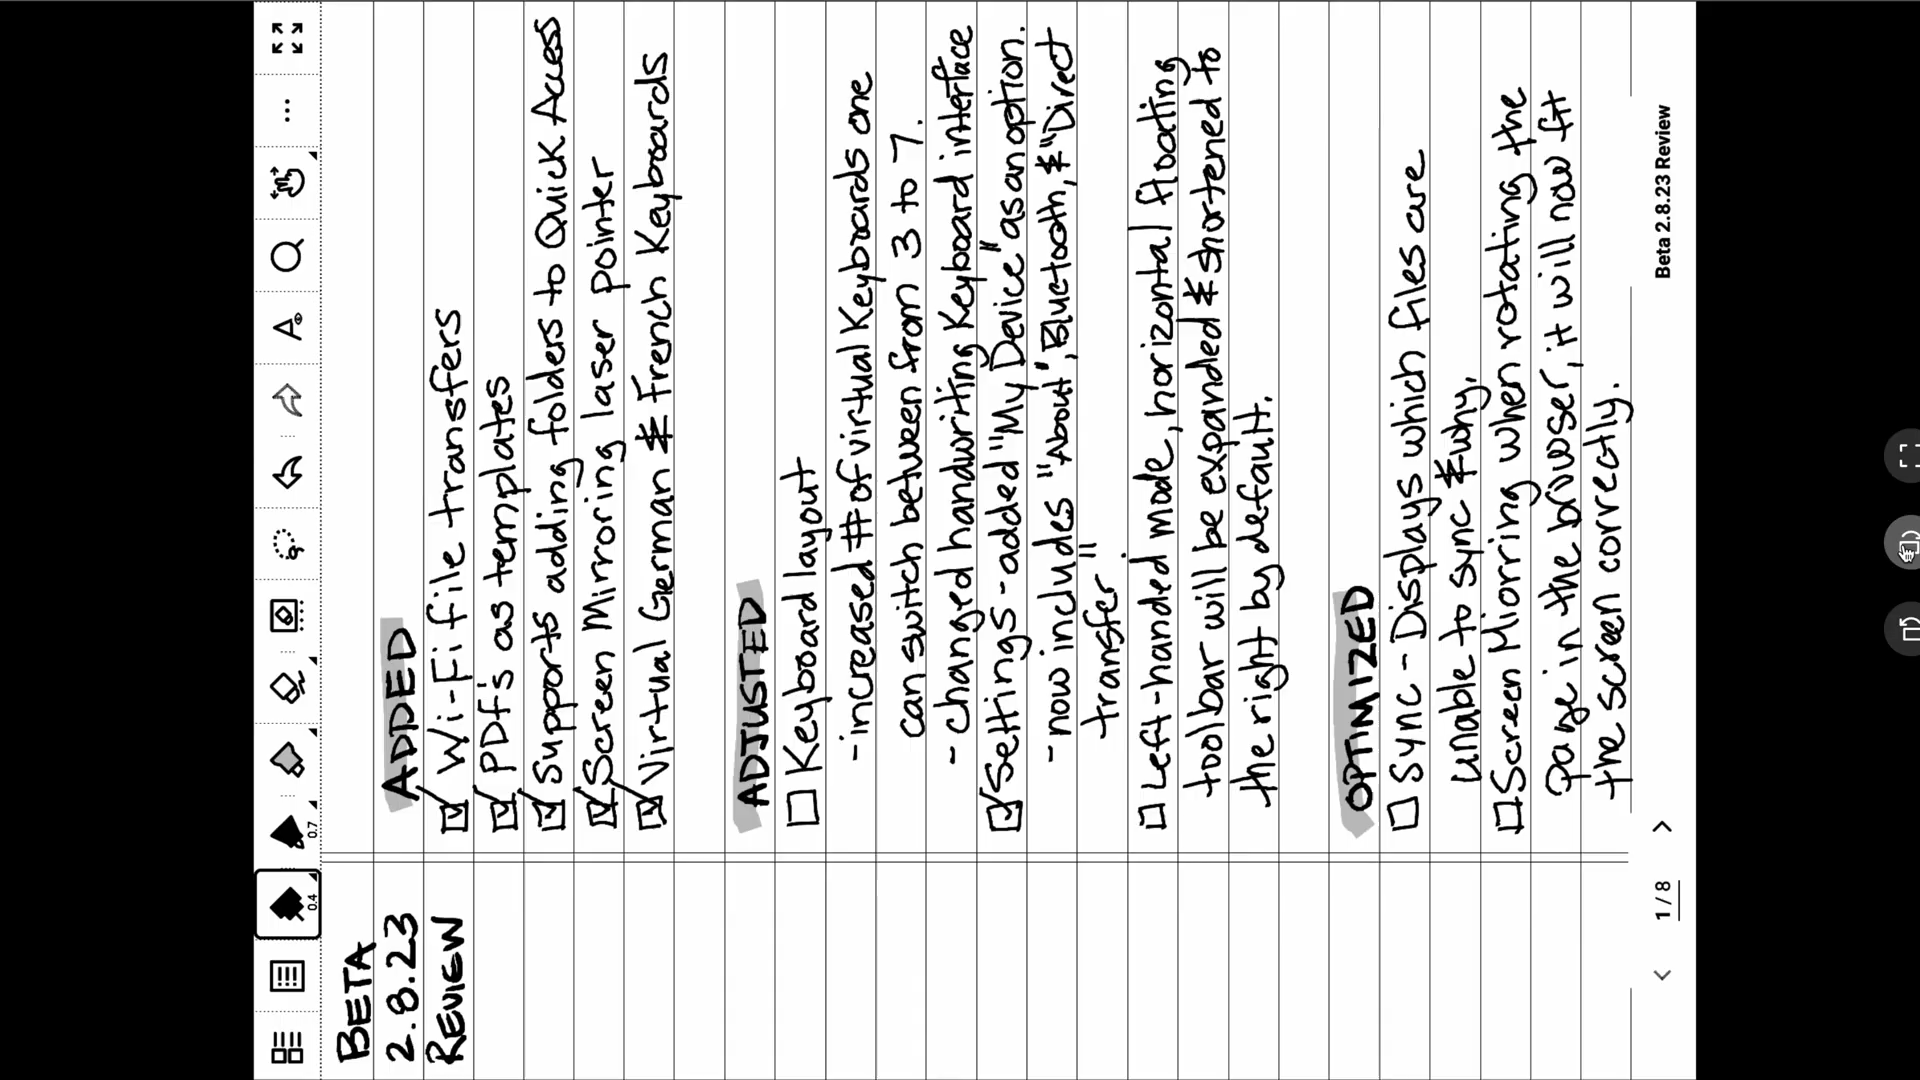 BETA
2.8.23
REVIEW
ADDED
Wi-Fi file transfers
PDf's as templates
Supports adding folders to Quick Access
Screen Mirroring laser pointer
Virtual German & French Keyboards
ADJUSTED
Keyboard layout
-increased # of virtual Keyboards one
can switch between from 3 to 7.
- changed handwriting Keyboard interface
Settings - added "My Device" as an option.
- now includes "About", Bluetooth, & "Direct
transfer"
Left-handed mode, horizontal floating
toolbar will be expanded & shortened to
the right by default.
OPTIMIZED
Sync - Displays which files are
unable to sync & why.
Screen Miorring when rotating the
page in the browser, it will now fit
the screen correctly.
0.4
0.7
A
< 1 / 8 >
Beta 2.8.23 Review